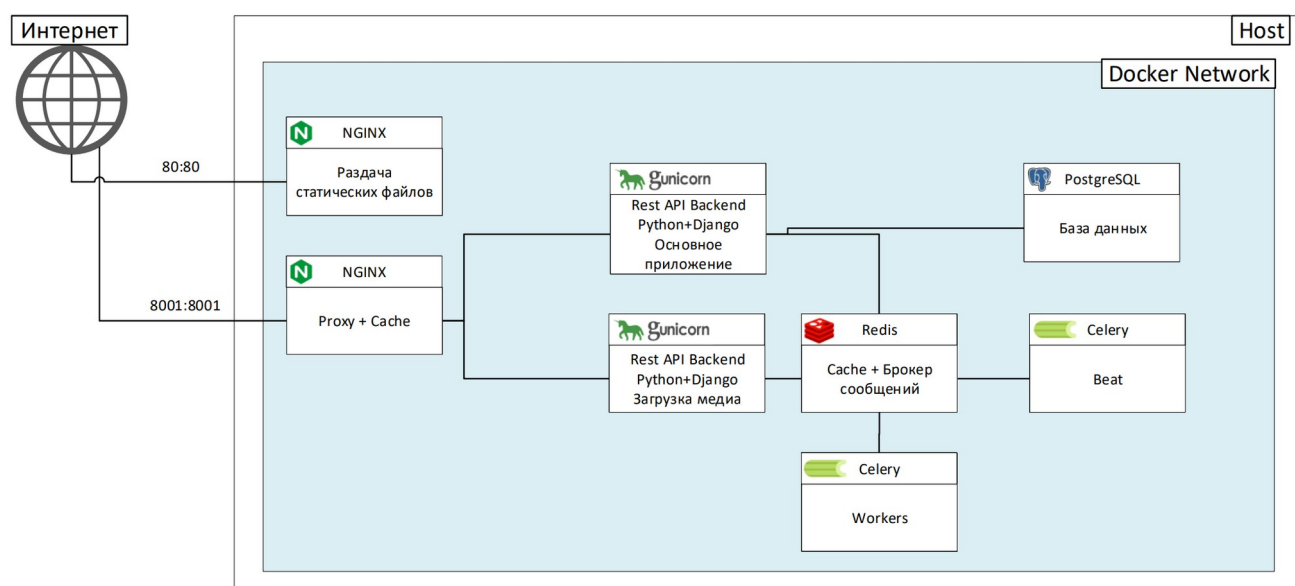 Интернет
Host
Docker Network
80:80
NGINX
Раздача
статических файлов
8001:8001
NGINX
Proxy + Cache
gunicorn
Rest API Backend
Python+Django
Основное
приложение
PostgreSQL
База данных
gunicorn
Rest API Backend
Python+Django
Загрузка медиа
Redis
Cache + Брокер
сообщений
Celery
Beat
Celery
Workers